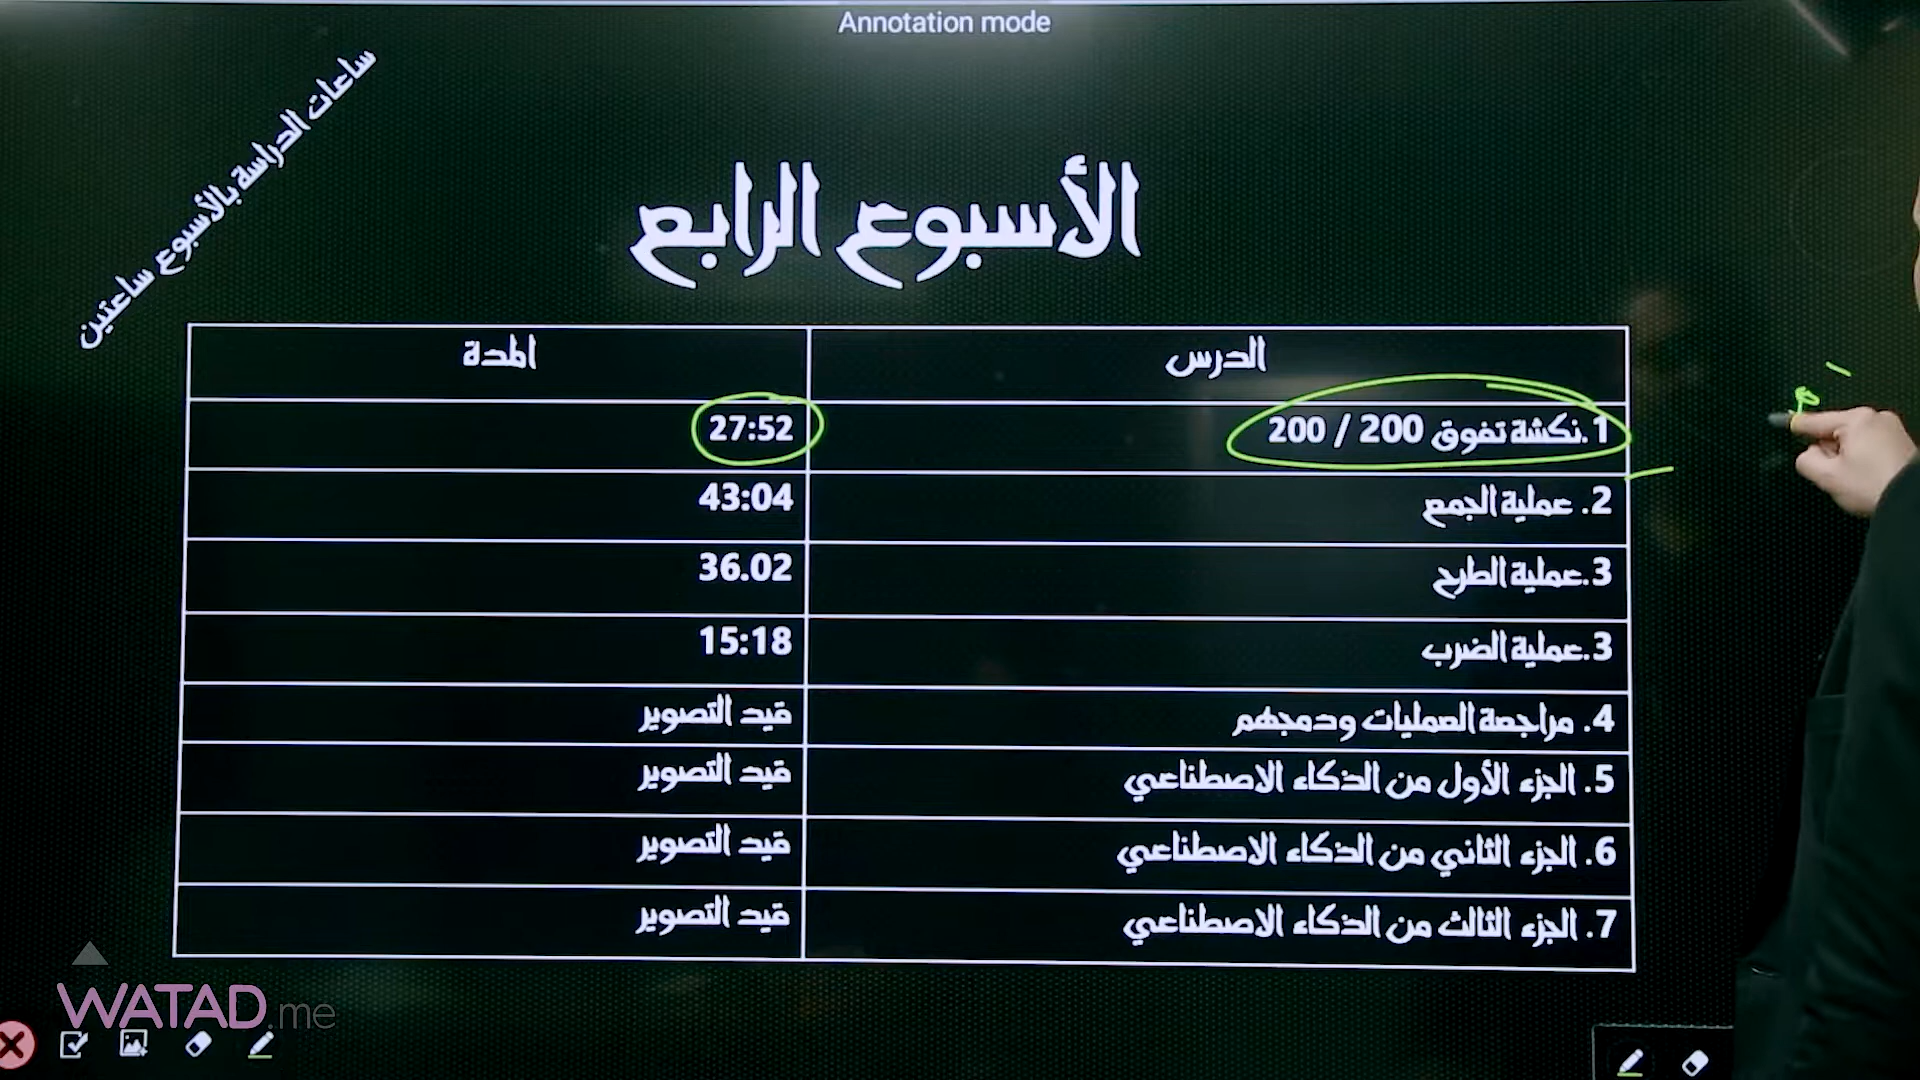 Annotation mode
ساعات الدراسة بالأسبوع ساعتين
الأسبوع الرابع
الدرس المدة
1.نكشة تفوق 200 / 200 27:52
2. عملية الجمع 43:04
3.عملية الطرح 36.02
3.عملية الضرب 15:18
4. مراجعة العمليات ودمجهم قيد التصوير
5. الجزء الأول من الذكاء الاصطناعي قيد التصوير
6. الجزء الثاني من الذكاء الاصطناعي قيد التصوير
7. الجزء الثالث من الذكاء الاصطناعي قيد التصوير
WATAD.me